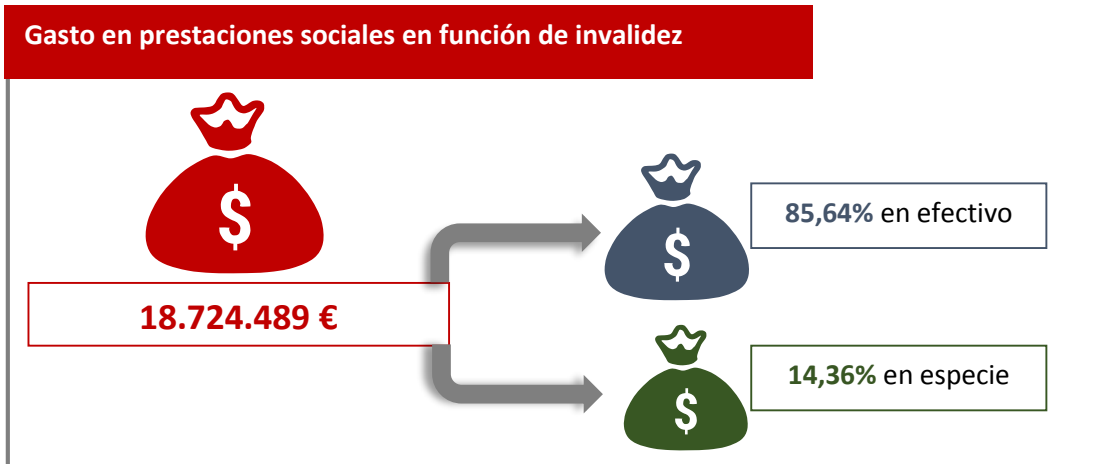 Gasto en prestaciones sociales en función de invalidez
$
$
85,64% en efectivo
18.724.489 €
$
14,36% en especie